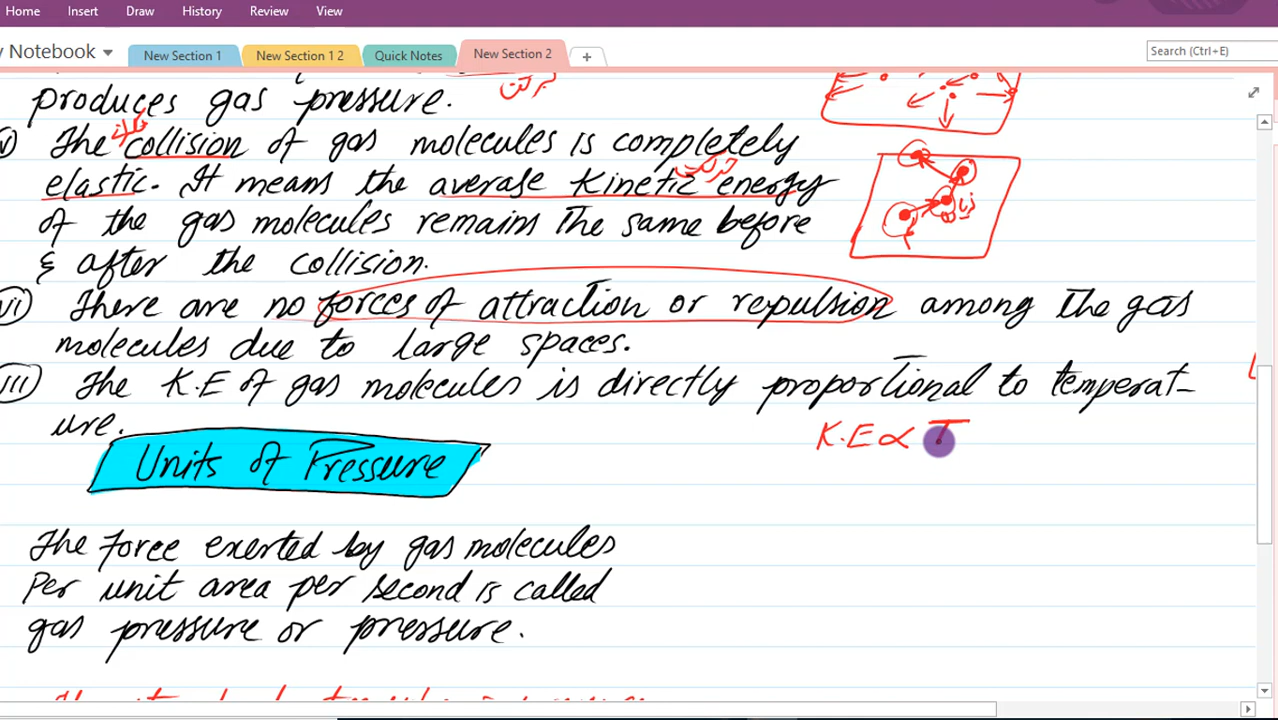 Home Insert Draw History Review View
y Notebook New Section 1 New Section 1 2 Quick Notes New Section 2 + Search (Ctrl+E)
produces gas pressure.
v) The collision of gas molecules is completely
elastic. It means the average Kinetic energy
of the gas molecules remains the same before
& after the collision.
vi) There are no forces of attraction or repulsion among the gas
molecules due to large spaces.
III) The K.E of gas molecules is directly proportional to temperat-
ure.
K.E ∝ T
Units of Pressure
The force exerted by gas molecules
Per unit area per second is called
gas pressure or pressure.